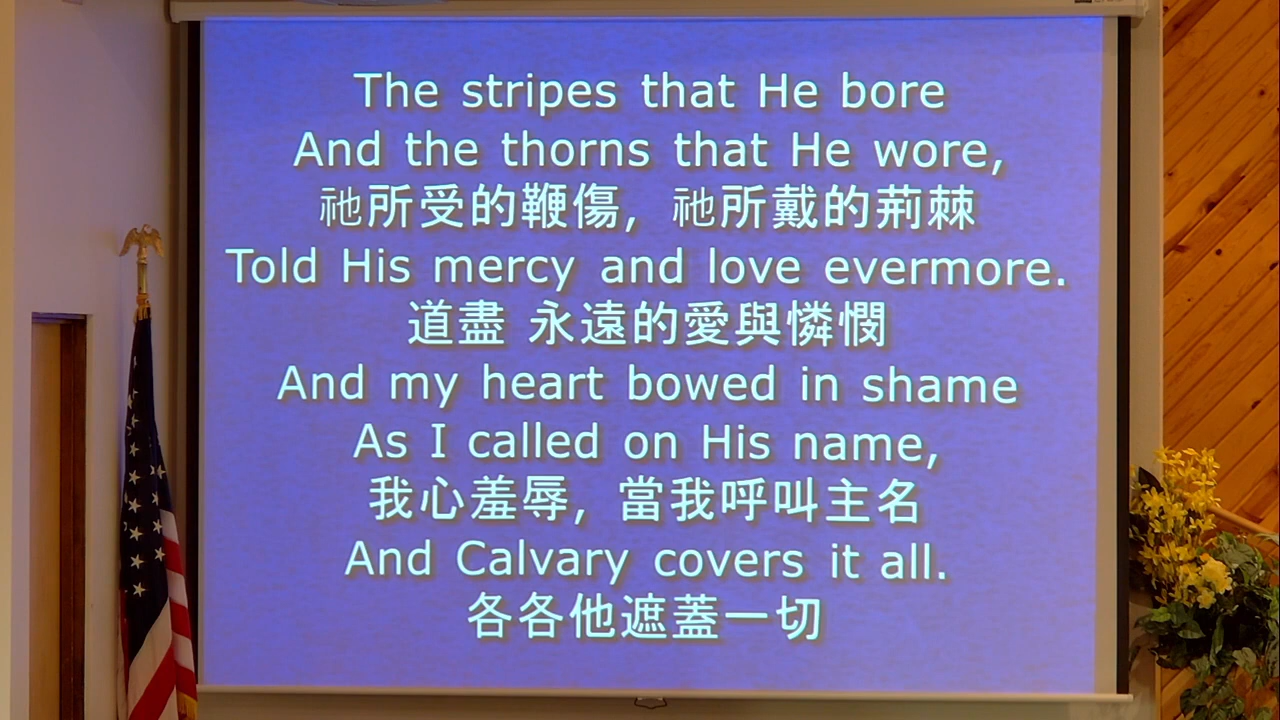 The stripes that He bore
And the thorns that He wore,
祂所受的鞭傷, 祂所戴的荊棘
Told His mercy and love evermore.
道盡 永遠的愛與憐憫
And my heart bowed in shame
As I called on His name,
我心羞辱, 當我呼叫主名
And Calvary covers it all.
各各他遮蓋一切